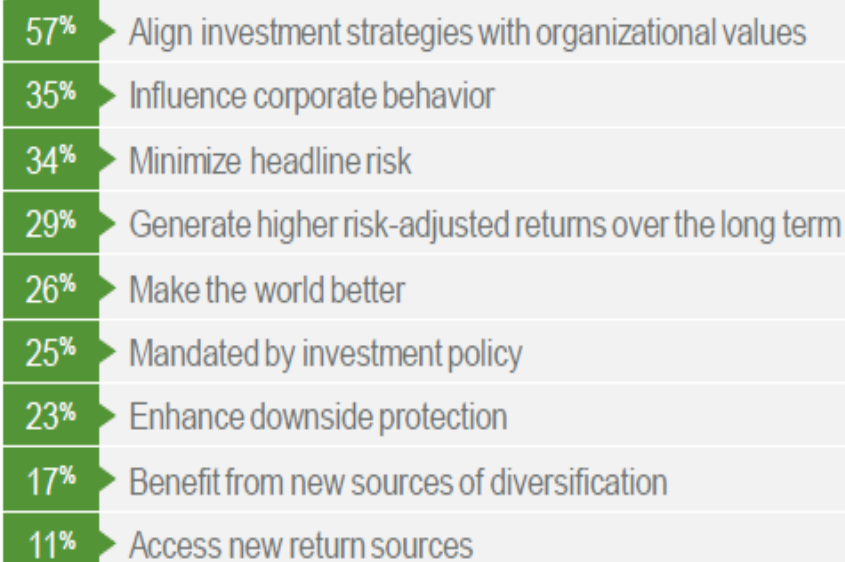 57% Align investment strategies with organizational values
35% Influence corporate behavior
34% Minimize headline risk
29% Generate higher risk-adjusted returns over the long term
26% Make the world better
25% Mandated by investment policy
23% Enhance downside protection
17% Benefit from new sources of diversification
11% Access new return sources